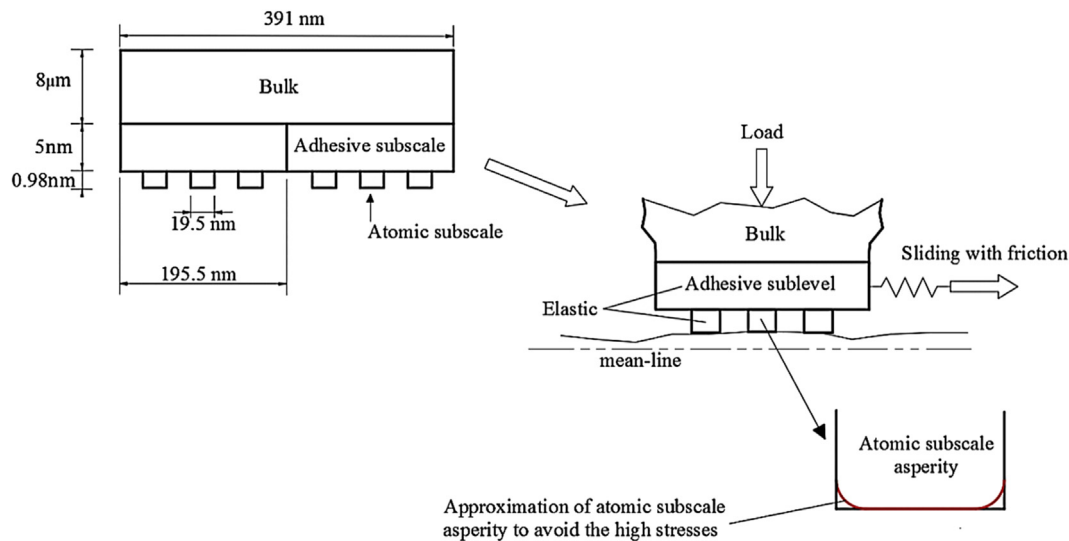 391 nm
8μm
Bulk
5nm
Adhesive subscale
0.98nm
19.5 nm
Atomic subscale
195.5 nm
Load
Bulk
Sliding with friction
Adhesive sublevel
Elastic
mean-line
Atomic subscale
asperity
Approximation of atomic subscale
asperity to avoid the high stresses